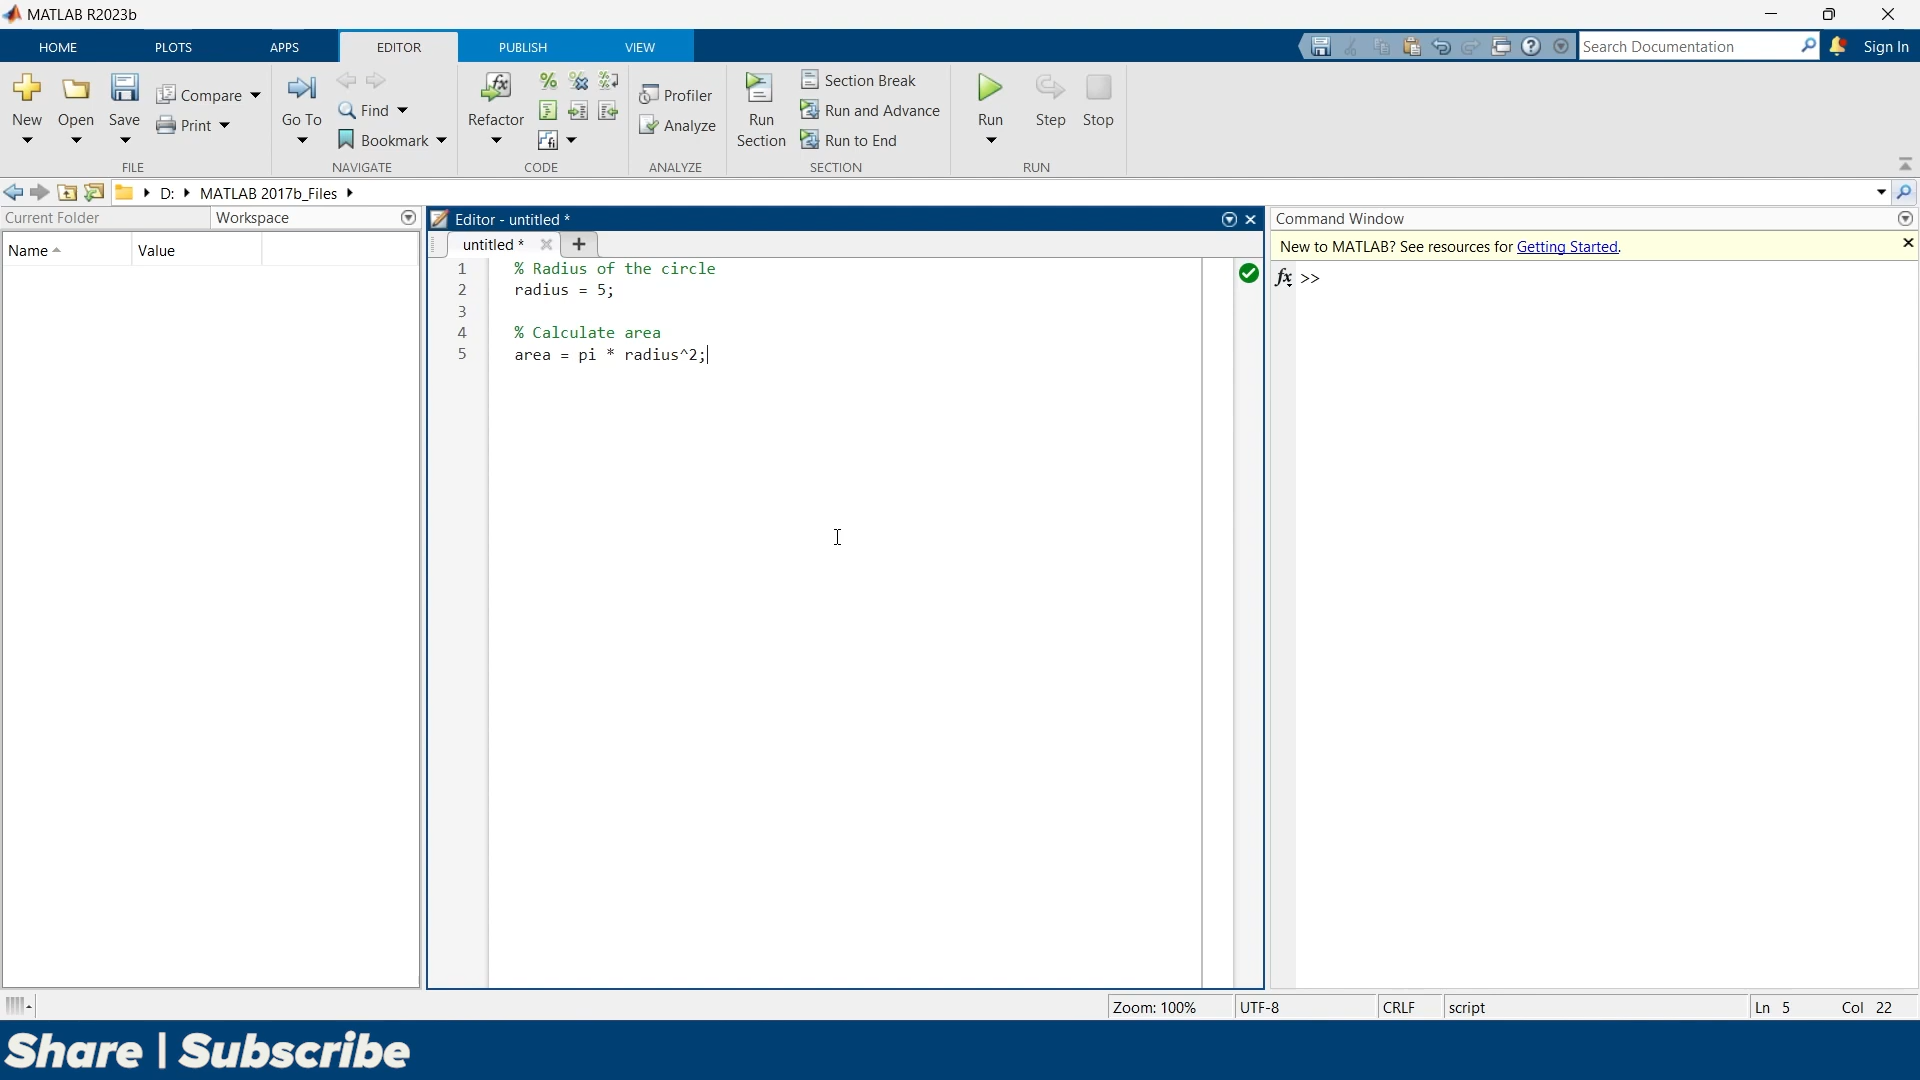 MATLAB R2023b
HOME PLOTS APPS EDITOR PUBLISH VIEW Search Documentation Sign In
New Open Save Compare Print
Go To Find Bookmark
Refactor
Profiler Analyze
Run Section Section Break Run and Advance Run to End
Run Step Stop
FILE NAVIGATE CODE ANALYZE SECTION RUN
D: MATLAB 2017b_Files
Current Folder Workspace
Name Value
Editor - untitled *
untitled * +
1 % Radius of the circle
2 radius = 5;
3
4 % Calculate area
5 area = pi * radius^2;
Command Window
New to MATLAB? See resources for Getting Started.
fx >>
Zoom: 100% UTF-8 CRLF script Ln 5 Col 22
Share | Subscribe